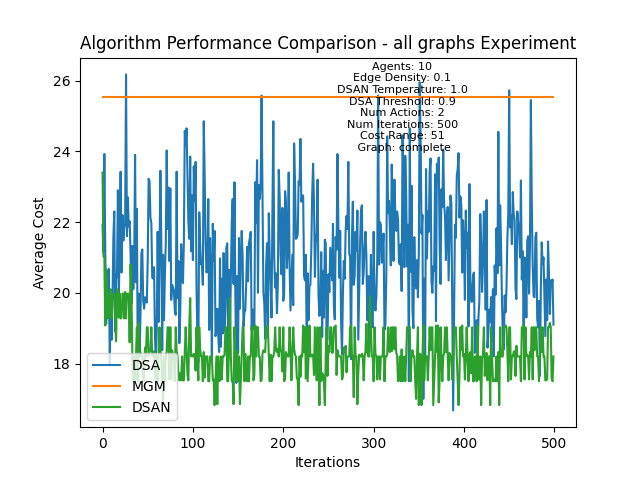 Algorithm Performance Comparison - all graphs Experiment
Agents: 10
Edge Density: 0.1
DSAN Temperature: 1.0
DSA Threshold: 0.9
Num Actions: 2
Num Iterations: 500
Cost Range: 51
Graph: complete
26
24
22
20
18
Average Cost
DSA
MGM
DSAN
0
100
200
300
400
500
Iterations